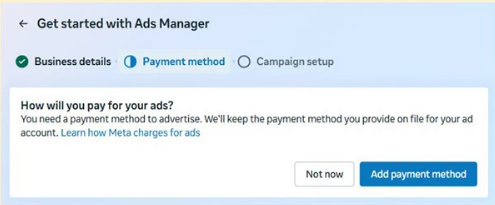 ← Get started with Ads Manager
Business details Payment method Campaign setup
How will you pay for your ads?
You need a payment method to advertise. We'll keep the payment method you provide on file for your ad
account. Learn how Meta charges for ads
Not now Add payment method